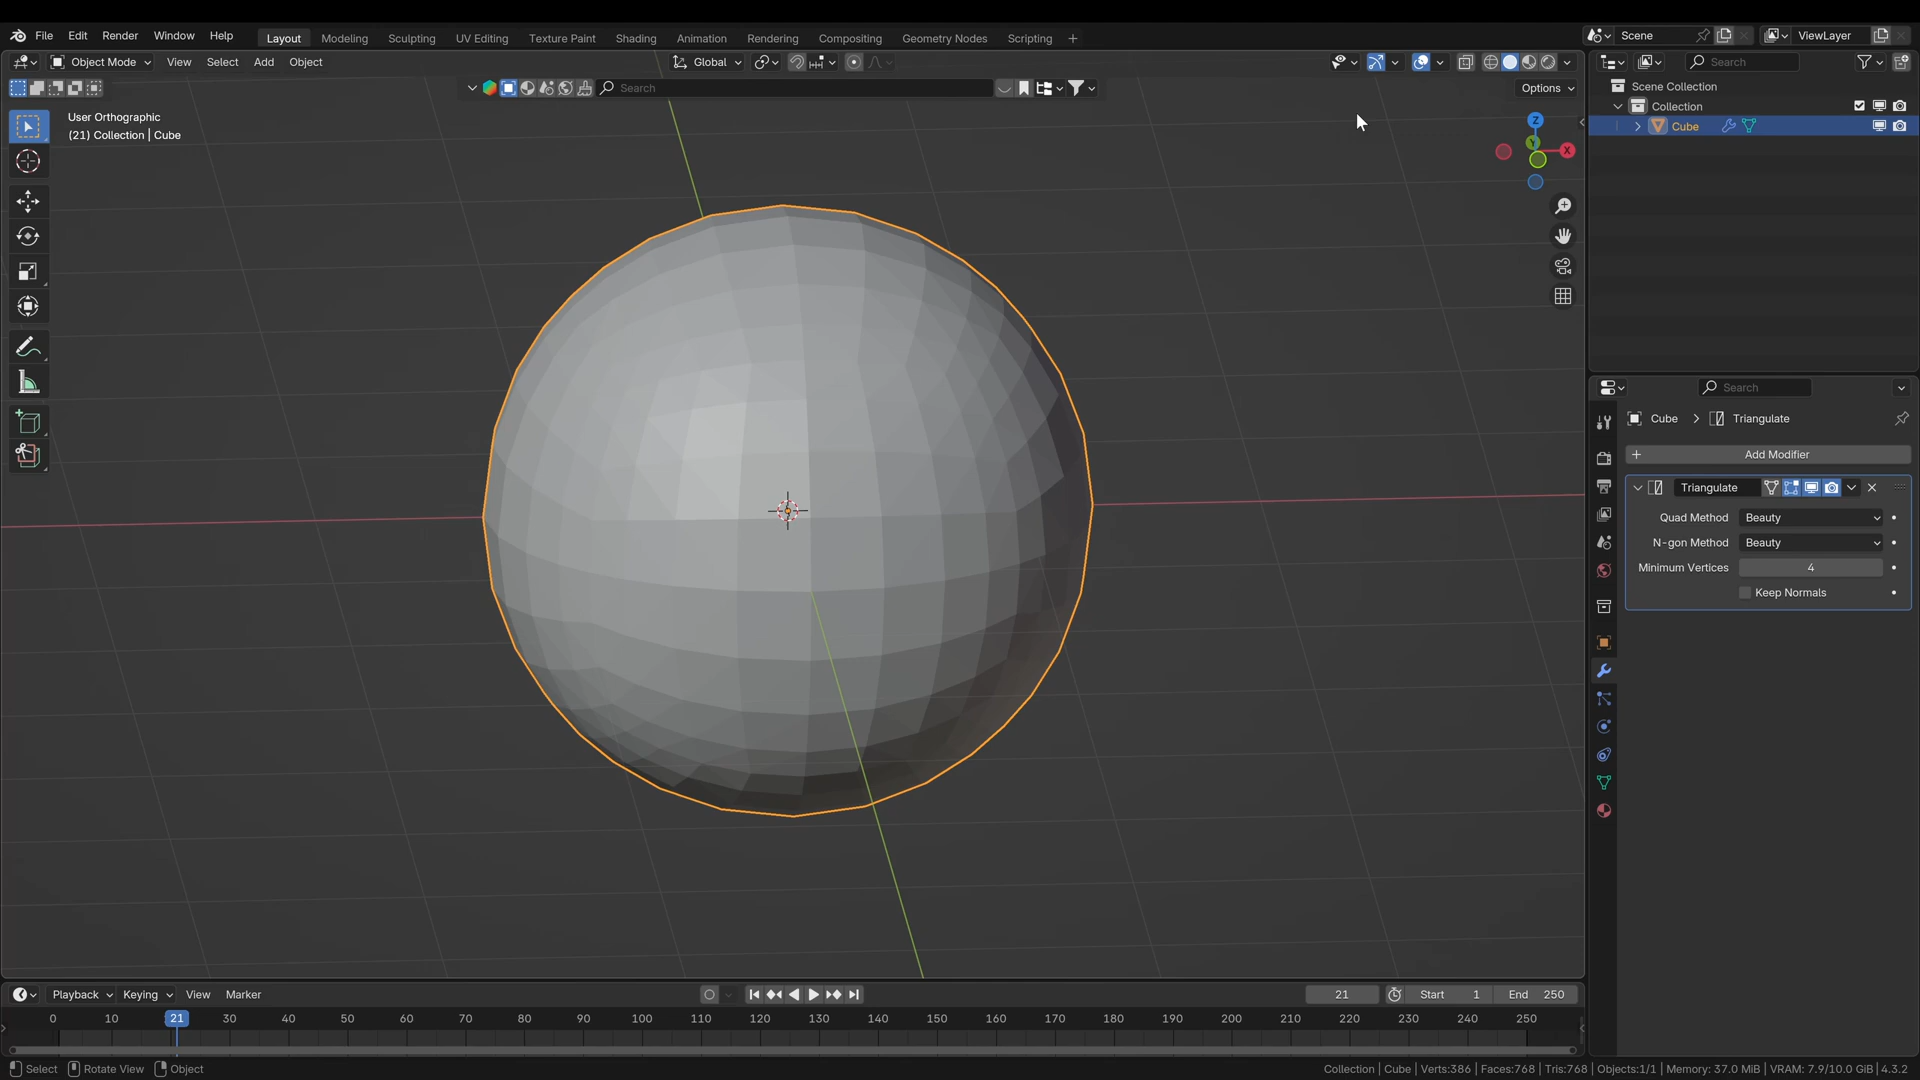 File Edit Render Window Help Layout Modeling Sculpting UV Editing Texture Paint Shading Animation Rendering Compositing Geometry Nodes Scripting + Scene ViewLayer
Object Mode View Select Add Object Global Search
Search Options
User Orthographic
(21) Collection | Cube
Z
Y
X
Scene Collection
Collection
Cube
Search
Cube > Triangulate
+ Add Modifier
Triangulate
Quad Method Beauty
N-gon Method Beauty
Minimum Vertices 4
Keep Normals
Playback Keying View Marker 21 Start 1 End 250
0 10 21 30 40 50 60 70 80 90 100 110 120 130 140 150 160 170 180 190 200 210 220 230 240 250
Select Rotate View Object Collection | Cube | Verts:386 | Faces:768 | Tris:768 | Objects:1/1 | Memory: 37.0 MiB | VRAM: 7.9/10.0 GiB | 4.3.2